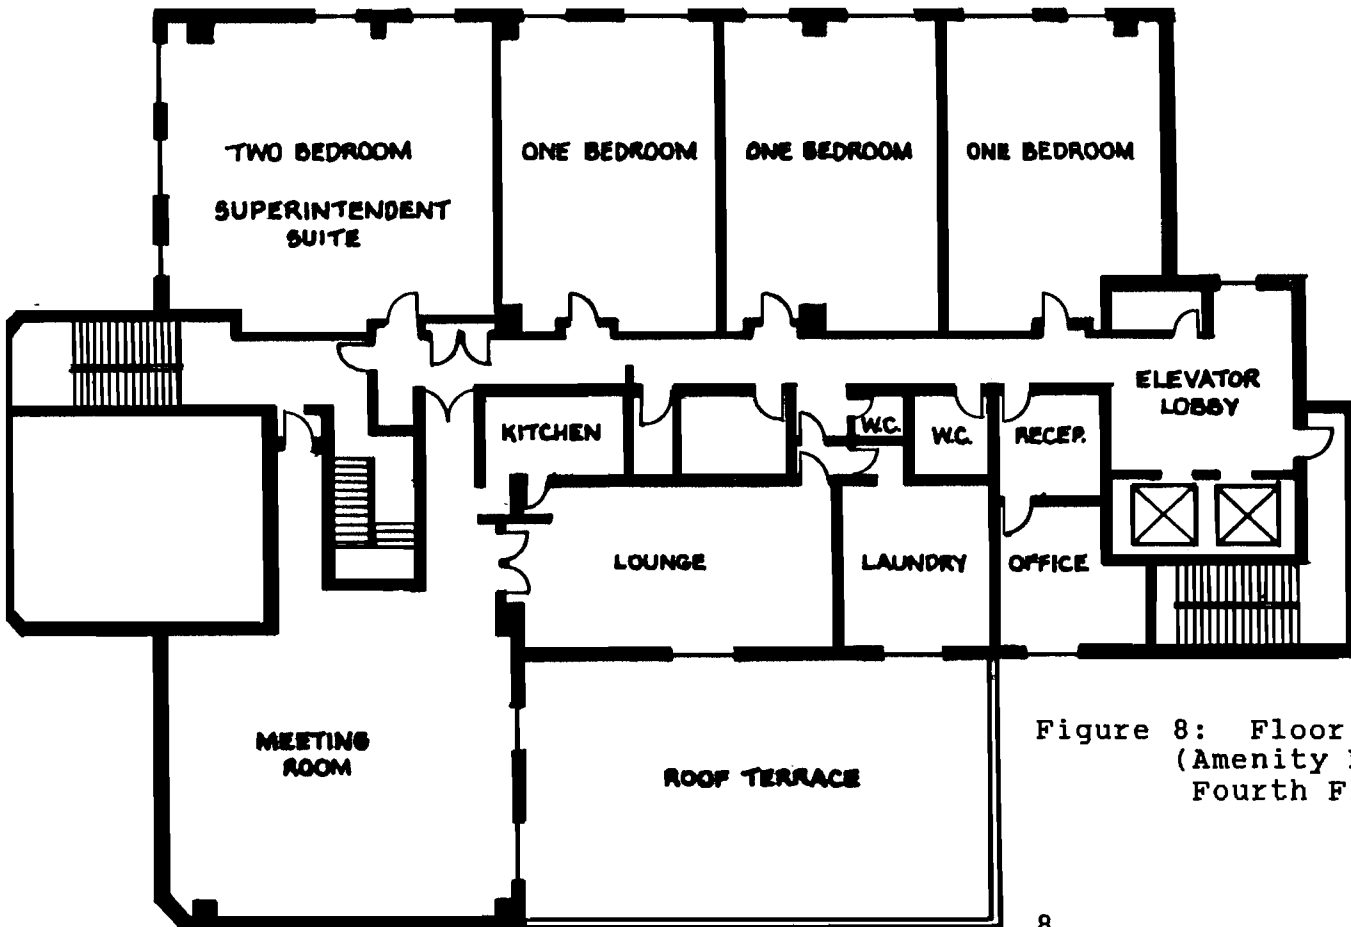 TWO BEDROOM
SUPERINTENDENT
SUITE
ONE BEDROOM
ONE BEDROOM
ONE BEDROOM
ELEVATOR
LOBBY
KITCHEN
W.C.
W.C.
RECEP.
LOUNGE
LAUNDRY
OFFICE
MEETING
ROOM
ROOF TERRACE
Figure 8: Floor
(Amenity
Fourth F
8